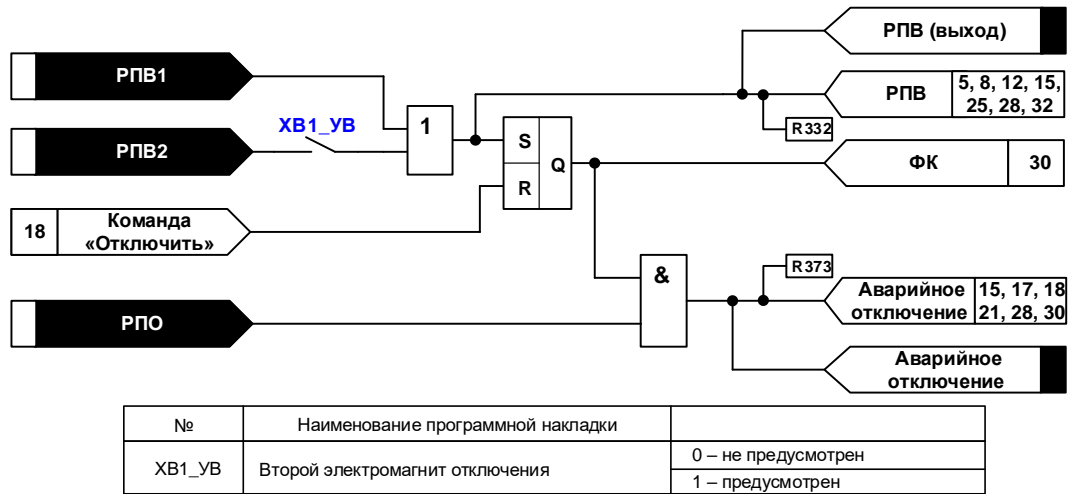 РПВ1
РПВ2
ХВ1_УВ
18
Команда
«Отключить»
РПО
1
S
R
Q
&
РПВ (выход)
РПВ
5, 8, 12, 15,
25, 28, 32
R332
ФК
30
R373
Аварийное
отключение
15, 17, 18
21, 28, 30
Аварийное
отключение
№
Наименование программной накладки
ХВ1_УВ
Второй электромагнит отключения
0 – не предусмотрен
1 – предусмотрен